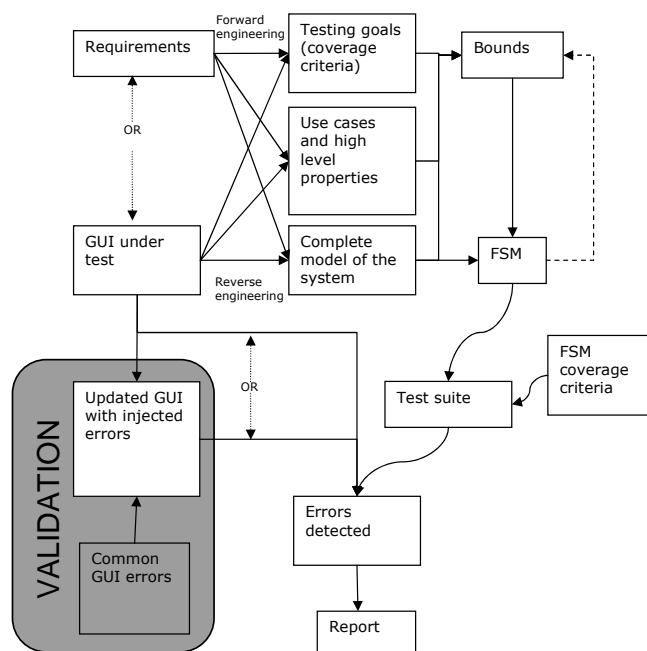 Forward
engineering
Requirements
Testing goals
(coverage
criteria)
Bounds
OR
Use cases
and high
level
properties
GUI under
test
Complete
model of the
system
FSM
Reverse
engineering
VALIDATION
Updated GUI
with injected
errors
OR
Test suite
FSM
coverage
criteria
Common
GUI errors
Errors
detected
Report